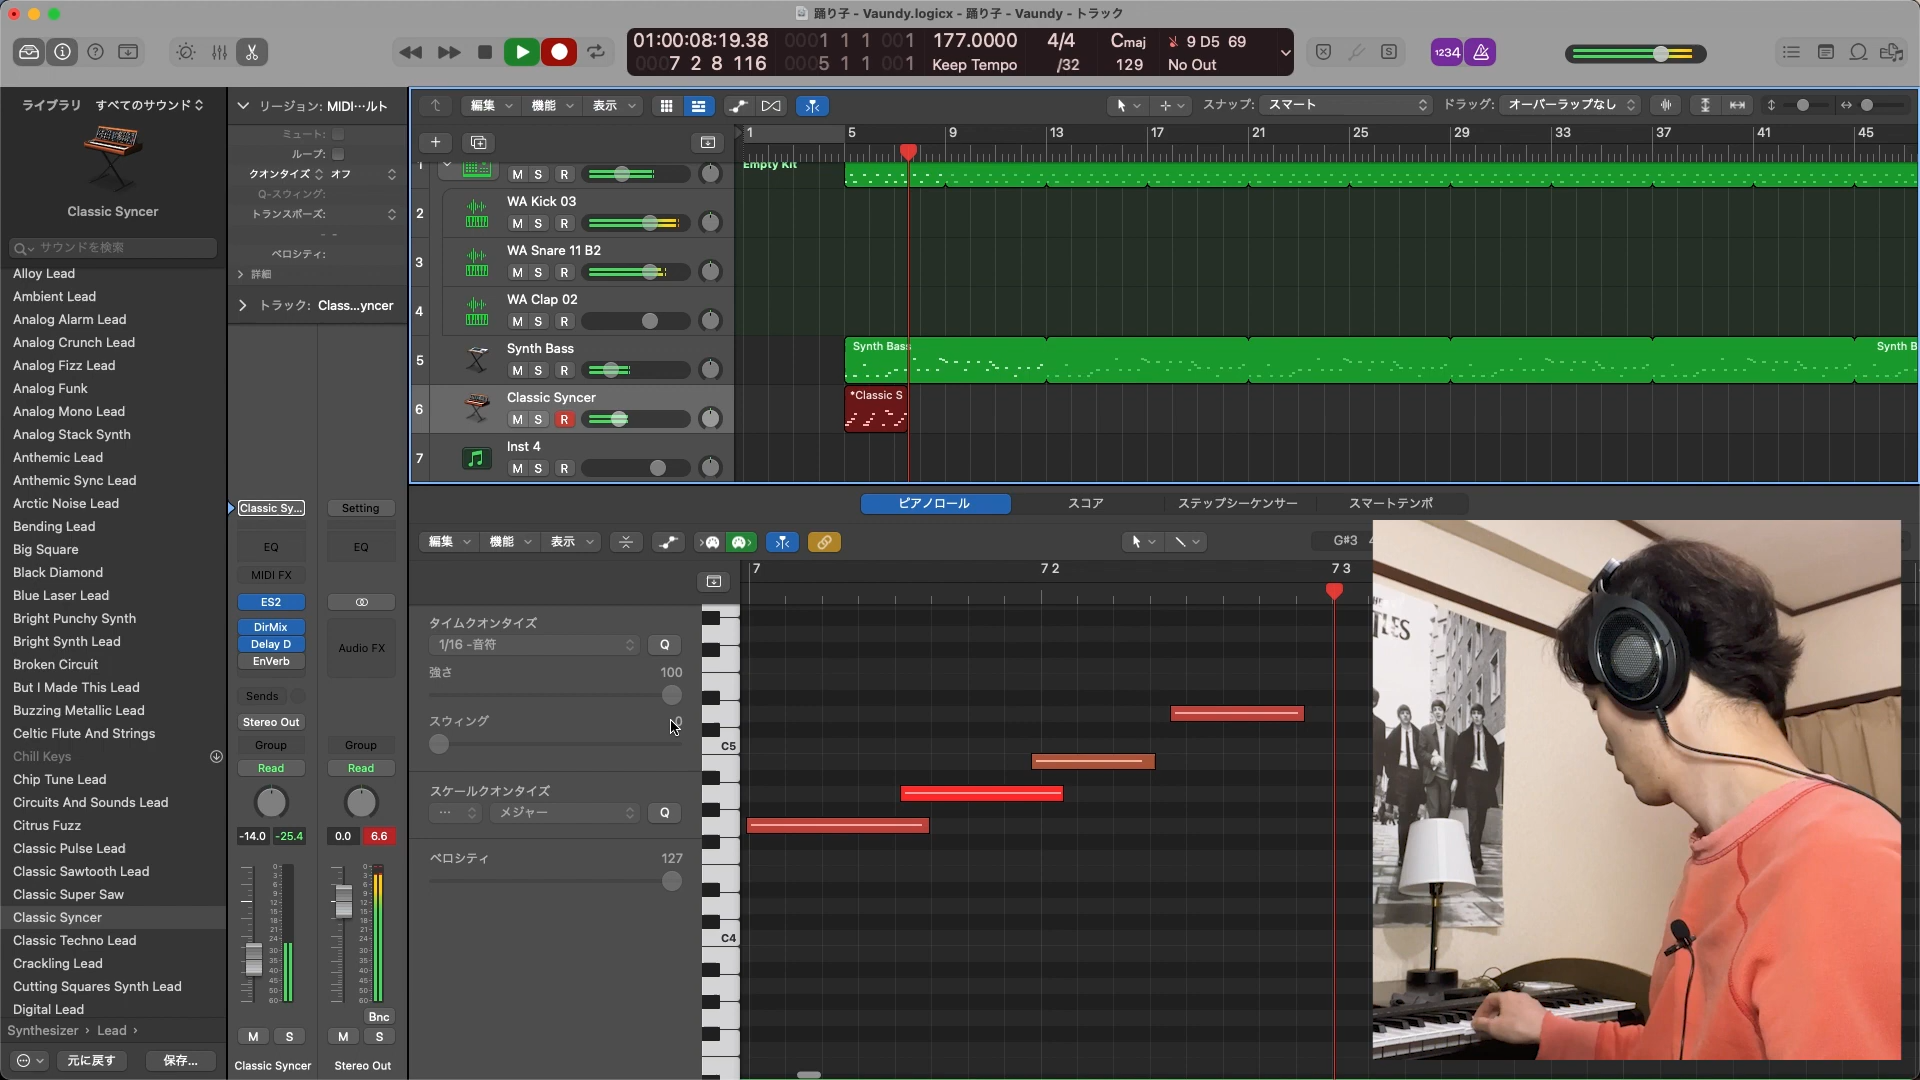 踊り子 - Vaundy.logicx - 踊り子 - Vaundy - トラック
01:00:08:19.38
0001 1 1 001
177.0000
4/4
Cmaj
9 D5 69
0007 2 8 116
0005 1 1 001
Keep Tempo
/32
129
No Out
1234
ライブラリ すべてのサウンド
Classic Syncer
サウンドを検索
Alloy Lead
Ambient Lead
Analog Alarm Lead
Analog Crunch Lead
Analog Fizz Lead
Analog Funk
Analog Mono Lead
Analog Stack Synth
Anthemic Lead
Anthemic Sync Lead
Arctic Noise Lead
Bending Lead
Big Square
Black Diamond
Blue Laser Lead
Bright Punchy Synth
Bright Synth Lead
Broken Circuit
But I Made This Lead
Buzzing Metallic Lead
Celtic Flute And Strings
Chill Keys
Chip Tune Lead
Circuits And Sounds Lead
Citrus Fuzz
Classic Pulse Lead
Classic Sawtooth Lead
Classic Super Saw
Classic Syncer
Classic Techno Lead
Crackling Lead
Cutting Squares Synth Lead
Digital Lead
Synthesizer › Lead ›
元に戻す 保存...
リージョン: MIDI…ルト
ミュート:
ループ:
クオンタイズ オフ
Q-スウィング:
トランスポーズ:
ベロシティ:
詳細
トラック: Class...yncer
Classic Sy...
Setting
EQ
EQ
MIDI FX
ES2
DirMix
Delay D
EnVerb
Audio FX
Sends
Stereo Out
Group
Group
Read
Read
-14.0 -25.4 0.0 6.6
Bnc
M S M S
Classic Syncer Stereo Out
編集 機能 表示
スナップ: スマート
ドラッグ: オーバーラップなし
1 5 9 13 17 21 25 29 33 37 41 45
Empty Kit
1
M S R
2
WA Kick 03
M S R
3
WA Snare 11 B2
M S R
4
WA Clap 02
M S R
5
Synth Bass
M S R
6
Classic Syncer
M S R
7
Inst 4
M S R
Synth Bass
Synth B
*Classic S
ピアノロール スコア ステップシーケンサー スマートテンポ
編集 機能 表示
G#3
7 7 2 7 3
タイムクオンタイズ
1/16 -音符 Q
強さ 100
スウィング 0
スケールクオンタイズ
... メジャー Q
ベロシティ 127
C5
C4